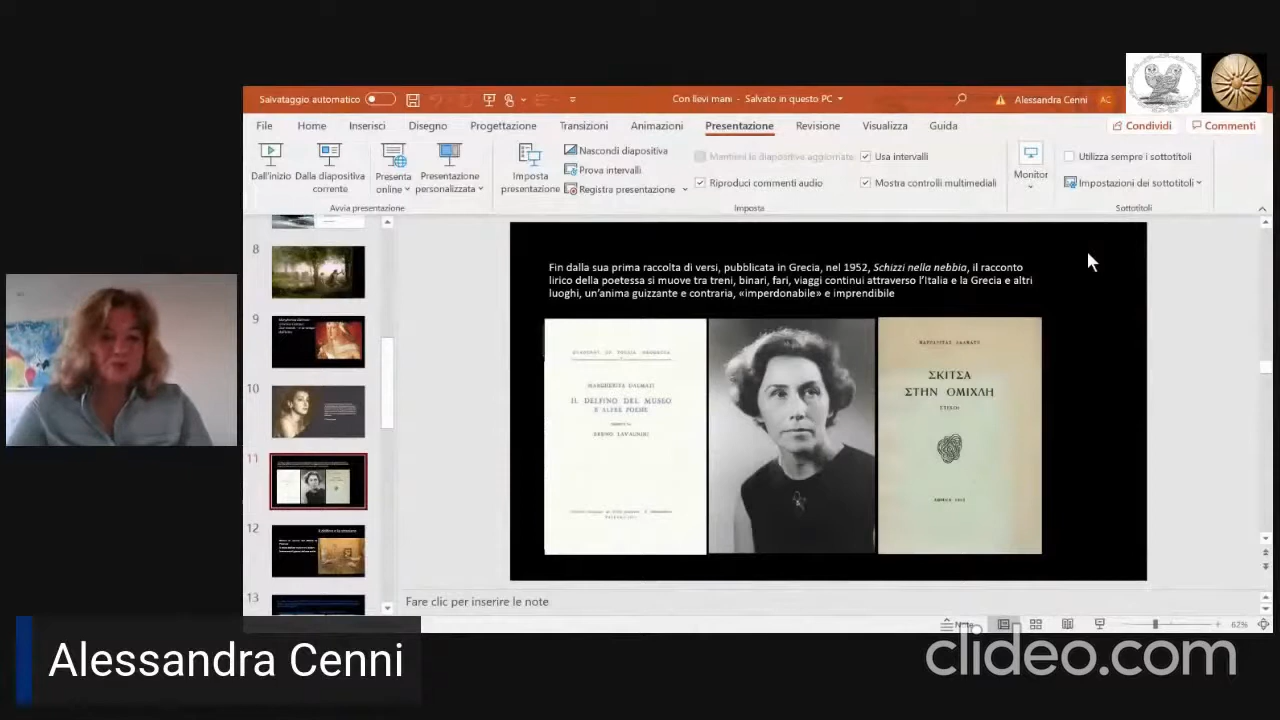 Salvataggio automatico
Con lievi mani - Salvato in questo PC
Alessandra Cenni
AC
File Home Inserisci Disegno Progettazione Transizioni Animazioni Presentazione Revisione Visualizza Guida
Condividi Commenti
Dall'inizio
Dalla diapositiva
corrente
Presenta
online
Presentazione
personalizzata
Avvia presentazione
Imposta
presentazione
Nascondi diapositiva
Prova intervalli
Registra presentazione
Mantieni le diapositive aggiornate
Riproduci commenti audio
Usa intervalli
Mostra controlli multimediali
Imposta
Monitor
Utilizza sempre i sottotitoli
Impostazioni dei sottotitoli
Sottotitoli
8
9
10
11
12
13
Fin dalla sua prima raccolta di versi, pubblicata in Grecia, nel 1952, Schizzi nella nebbia, il racconto
lirico della poetessa si muove tra treni, binari, fari, viaggi continui attraverso l'Italia e la Grecia e altri
luoghi, un'anima guizzante e contraria, «imperdonabile» e imprendibile
MARGHERITA DALMATI
IL DELFINO DEL MUSEO
E ALTRE POESIE
ΜΑΡΓΑΡΙΤΑΣ ΔΑΛΜΑΤΗ
ΣΚΙΤΣΑ
ΣΤΗΝ ΟΜΙΧΛΗ
Fare clic per inserire le note
62%
Alessandra Cenni
clideo.com